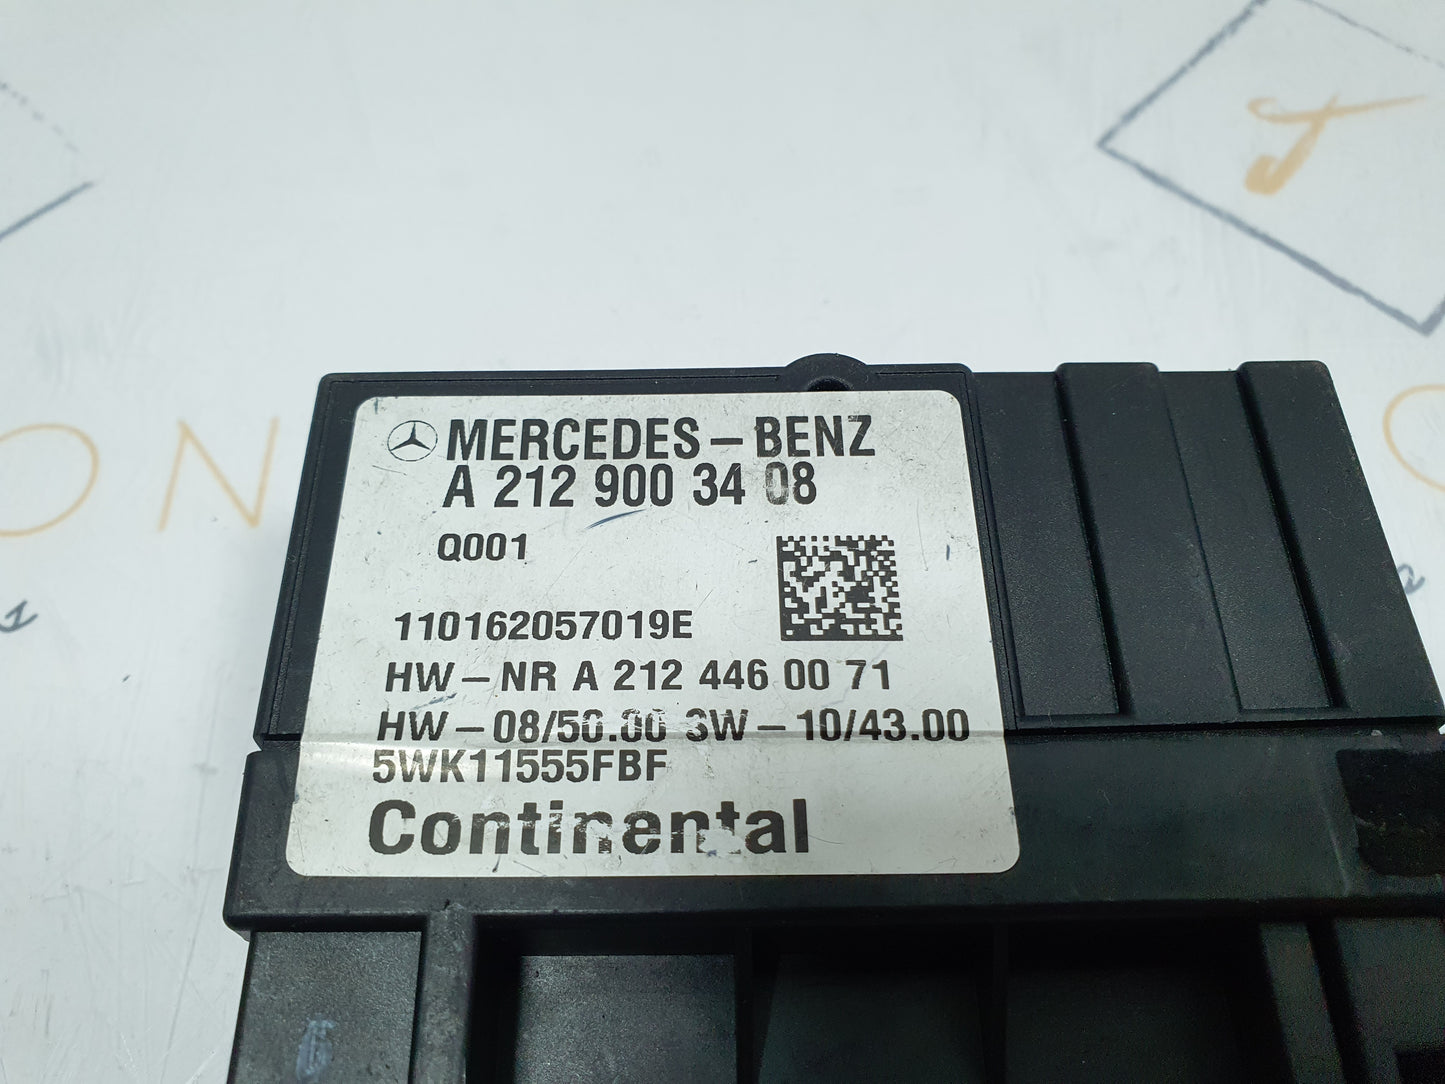 MERCEDES-BENZ
A 212 900 34 08
Q001
110162057019E
HW-NR A 212 446 00 71
HW-08/50.00 SW-10/43.00
5WK11555FBF
Continental
O N
J